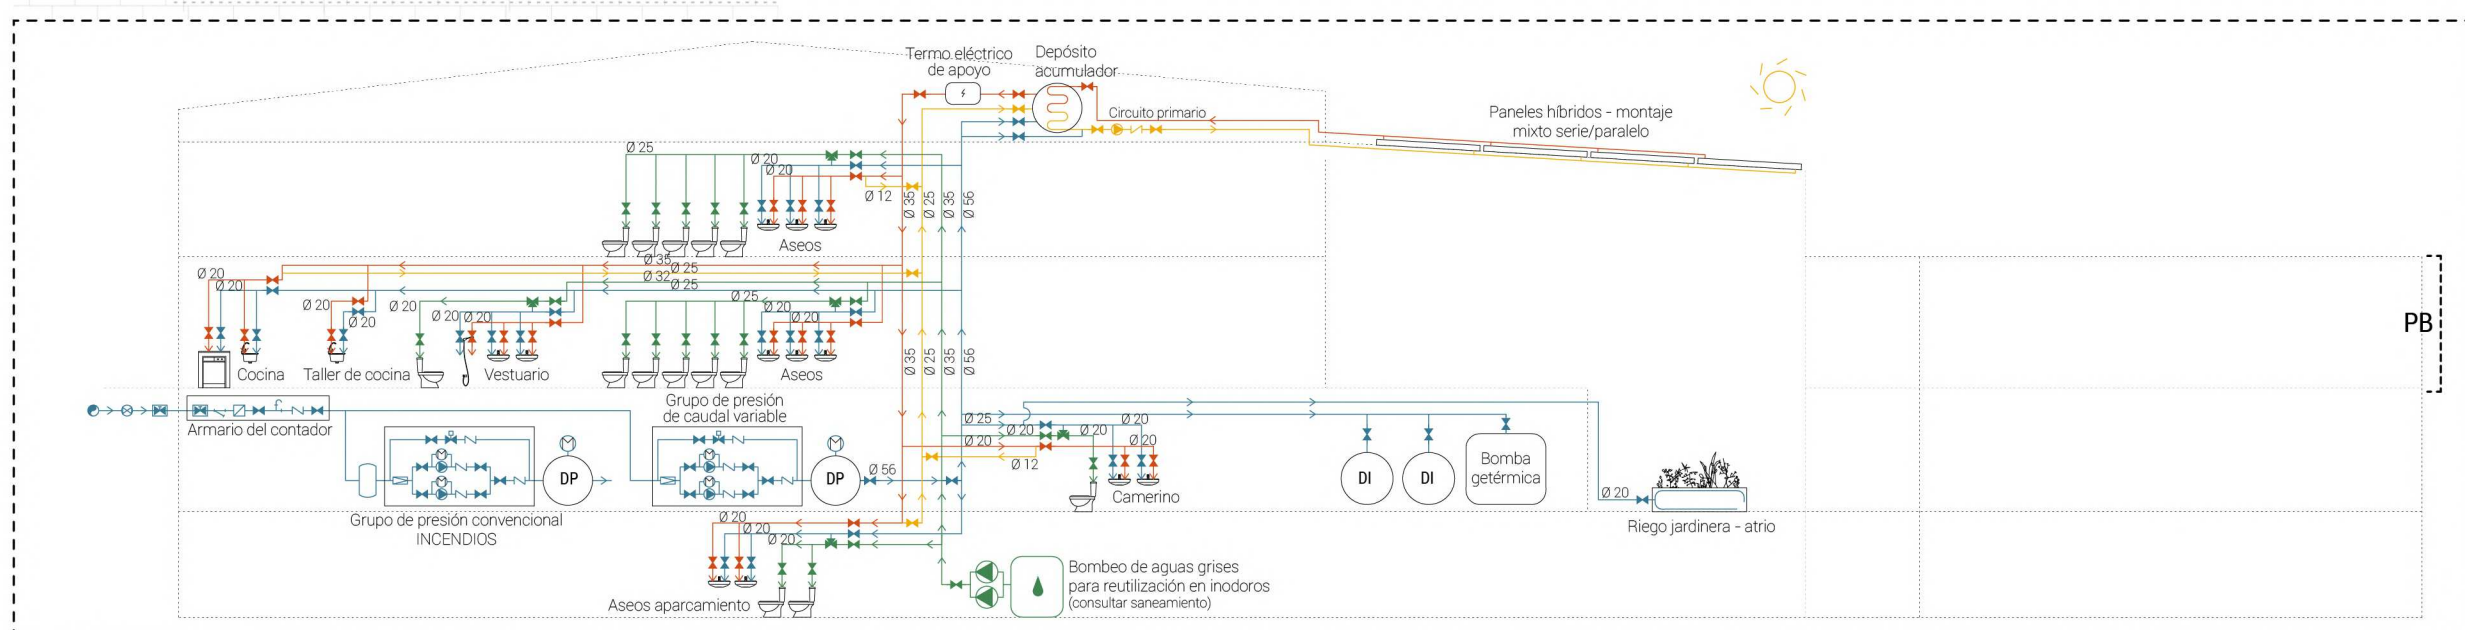 Termo eléctrico
de apoyo
Depósito
acumulador
Circuito primario
Paneles híbridos - montaje
mixto serie/paralelo
Ø 25
Ø 20
Ø 20
Ø 12
Ø 35
Ø 25
Ø 35
Ø 56
Aseos
Ø 35
Ø 25
Ø 32
Ø 25
Ø 20
Ø 20
Ø 20
Ø 20
Ø 20
Ø 20
Ø 20
Ø 25
Ø 20
Ø 20
Ø 35
Ø 25
Ø 35
Ø 56
PB
Cocina
Taller de cocina
Vestuario
Aseos
Armario del contador
Grupo de presión
de caudal variable
DP
DP
Ø 56
Grupo de presión convencional
INCENDIOS
Ø 25
Ø 20
Ø 20
Ø 20
Ø 20
Ø 20
Ø 12
Camerino
DI
DI
Bomba
getérmica
Ø 20
Riego jardinera - atrio
Ø 20
Ø 20
Ø 20
Aseos aparcamiento
Bombeo de aguas grises
para reutilización en inodoros
(consultar saneamiento)